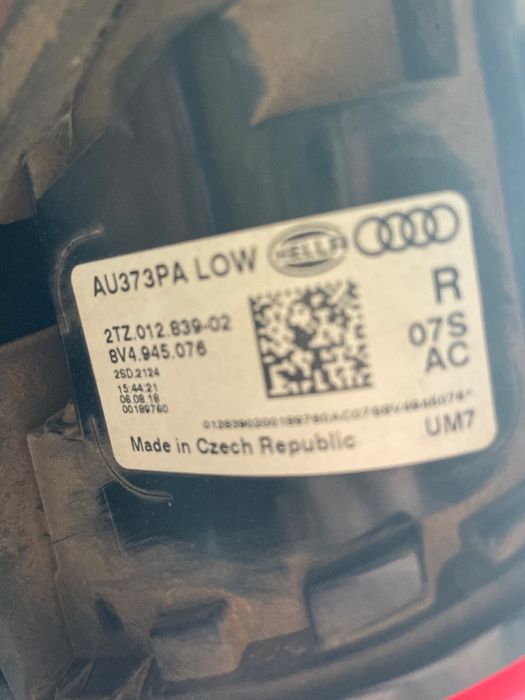 AU373PA LOW HELLA
2TZ.012.839-02
8V4.945.076
2SD.2124
15:44:21
06.08.18
00189760
R
07S
AC
Made in Czech Republic
UM7